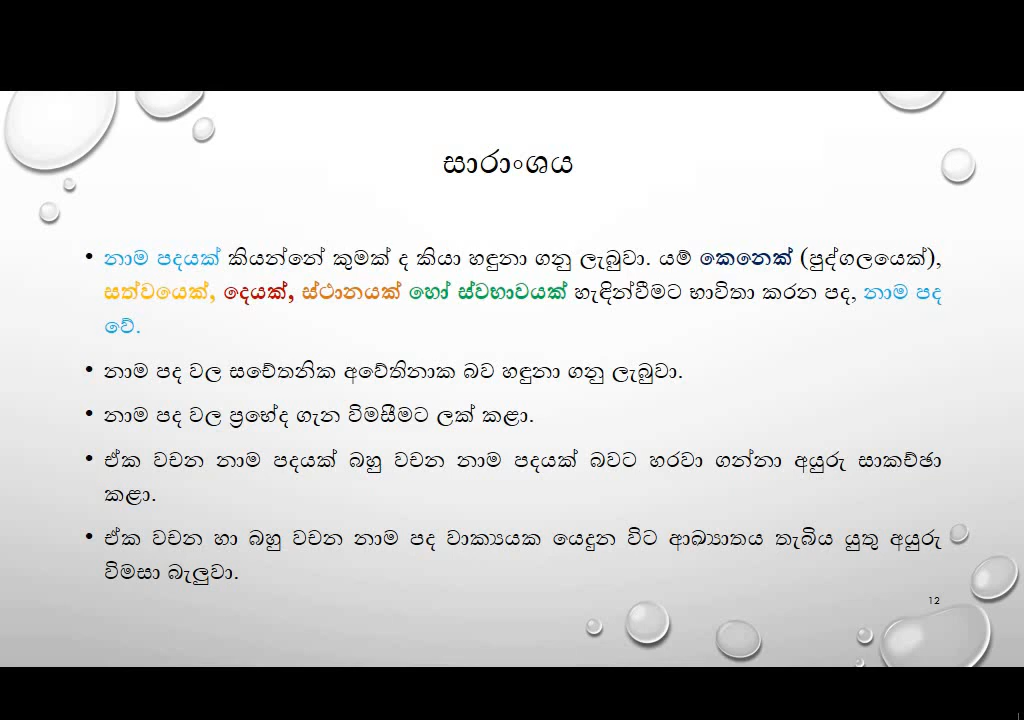 සාරාංශය
• නාම පදයක් කියන්නේ කුමක් ද කියා හඳුනා ගනු ලැබුවා. යම් කෙනෙක් (පුද්ගලයෙක්),
සත්වයෙක්, දෙයක්, ස්ථානයක් හෝ ස්වභාවයක් හැඳින්වීමට භාවිතා කරන පද, නාම පද
වේ.
• නාම පද වල සචේතනික අවේතිනාක බව හඳුනා ගනු ලැබුවා.
• නාම පද වල ප්‍රභේද ගැන විමසීමට ලක් කළා.
• ඒක වචන නාම පදයක් බහු වචන නාම පදයක් බවට හරවා ගන්නා අයුරු සාකච්ඡා
කළා.
• ඒක වචන හා බහු වචන නාම පද වාක්‍යයක යෙදුන විට ආඛ්‍යාතය තැබිය යුතු අයුරු
විමසා බැලුවා.
12